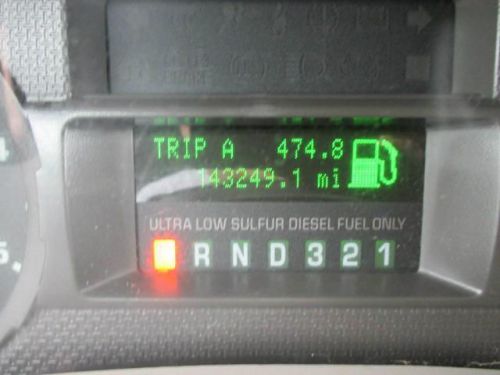 TRIP A 474.8
143249.1 mi
ULTRA LOW SULFUR DIESEL FUEL ONLY
R N D 3 2 1